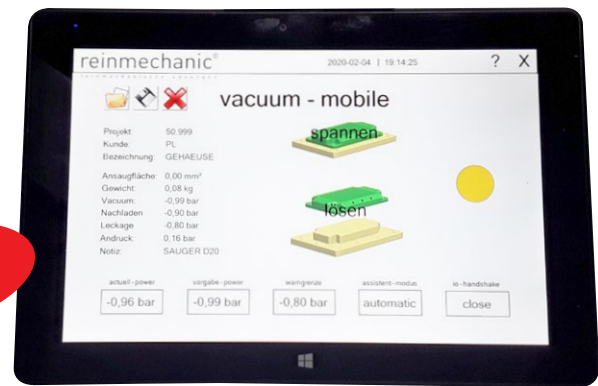 reinmechanic®
2020-02-04 | 19:14:25
? X
vacuum - mobile
Projekt: 50.999
Kunde: PL
Bezeichnung: GEHAEUSE
Ansaugfläche: 0,00 mm²
Gewicht: 0,08 kg
Vacuum: -0,99 bar
Nachladen -0,90 bar
Leckage -0,80 bar
Andruck: 0,16 bar
Notiz: SAUGER D20
spannen
lösen
actuell-power vorgabe-power warngrenze assistent-modus io-handshake
-0,96 bar -0,99 bar -0,80 bar automatic close